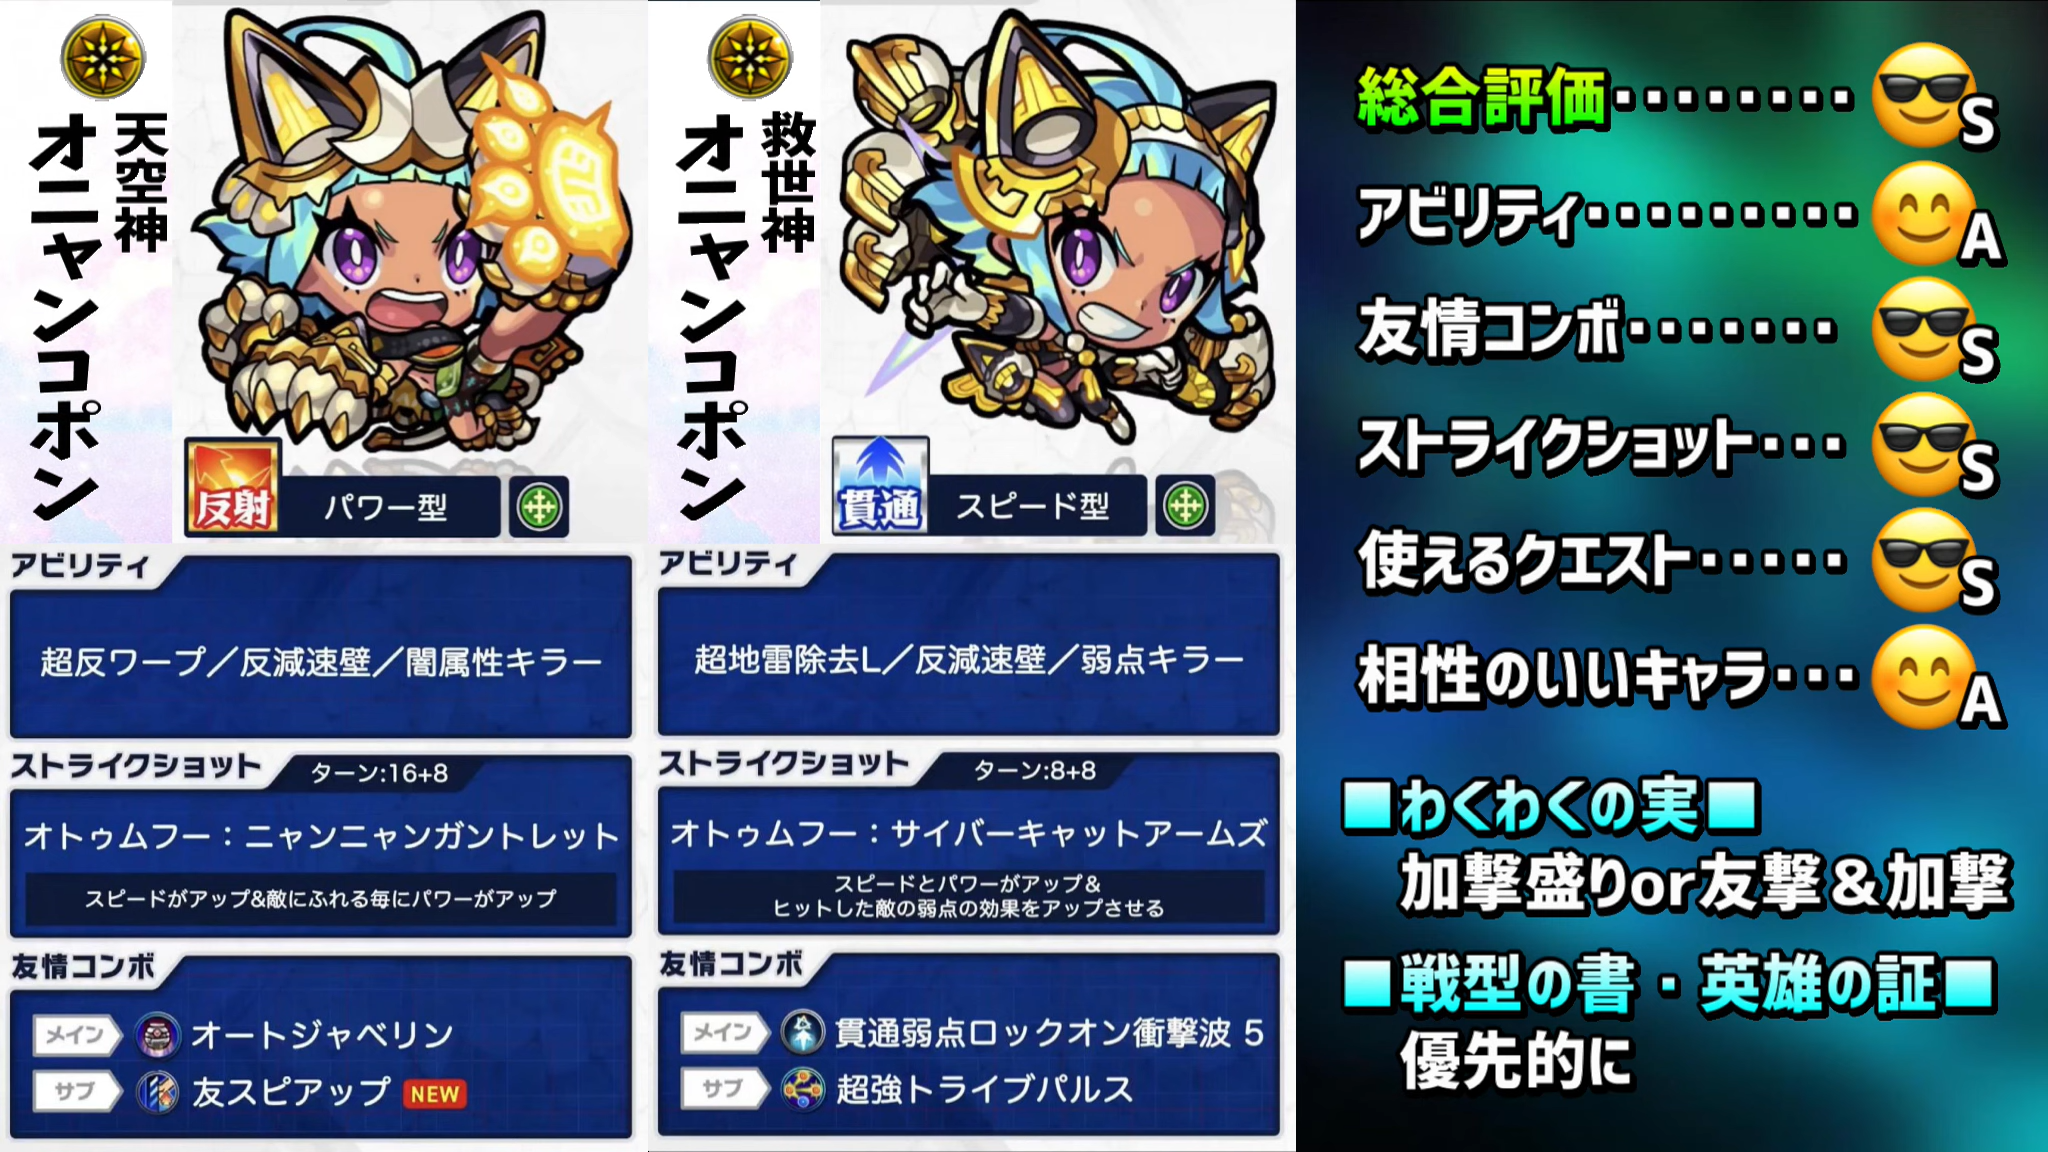 天空神
オニャンコポン
反射
パワー型
アビリティ
超反ワープ／反減速壁／闇属性キラー
ストライクショット
ターン:16+8
オトゥムフー：ニャンニャンガントレット
スピードがアップ&敵にふれる毎にパワーがアップ
友情コンボ
メイン オートジャベリン
サブ 友スピアップ NEW
救世神
オニャンコポン
貫通
スピード型
アビリティ
超地雷除去L／反減速壁／弱点キラー
ストライクショット
ターン:8+8
オトゥムフー：サイバーキャットアームズ
スピードとパワーがアップ＆
ヒットした敵の弱点の効果をアップさせる
友情コンボ
メイン 貫通弱点ロックオン衝撃波 5
サブ 超強トライブパルス
総合評価・・・・・・・・ 😎S
アビリティ・・・・・・・・・ 😊A
友情コンボ・・・・・・・ 😎S
ストライクショット・・・ 😎S
使えるクエスト・・・・・ 😎S
相性のいいキャラ・・・ 😊A
■わくわくの実■
加撃盛りor友撃＆加撃
■戦型の書・英雄の証■
優先的に